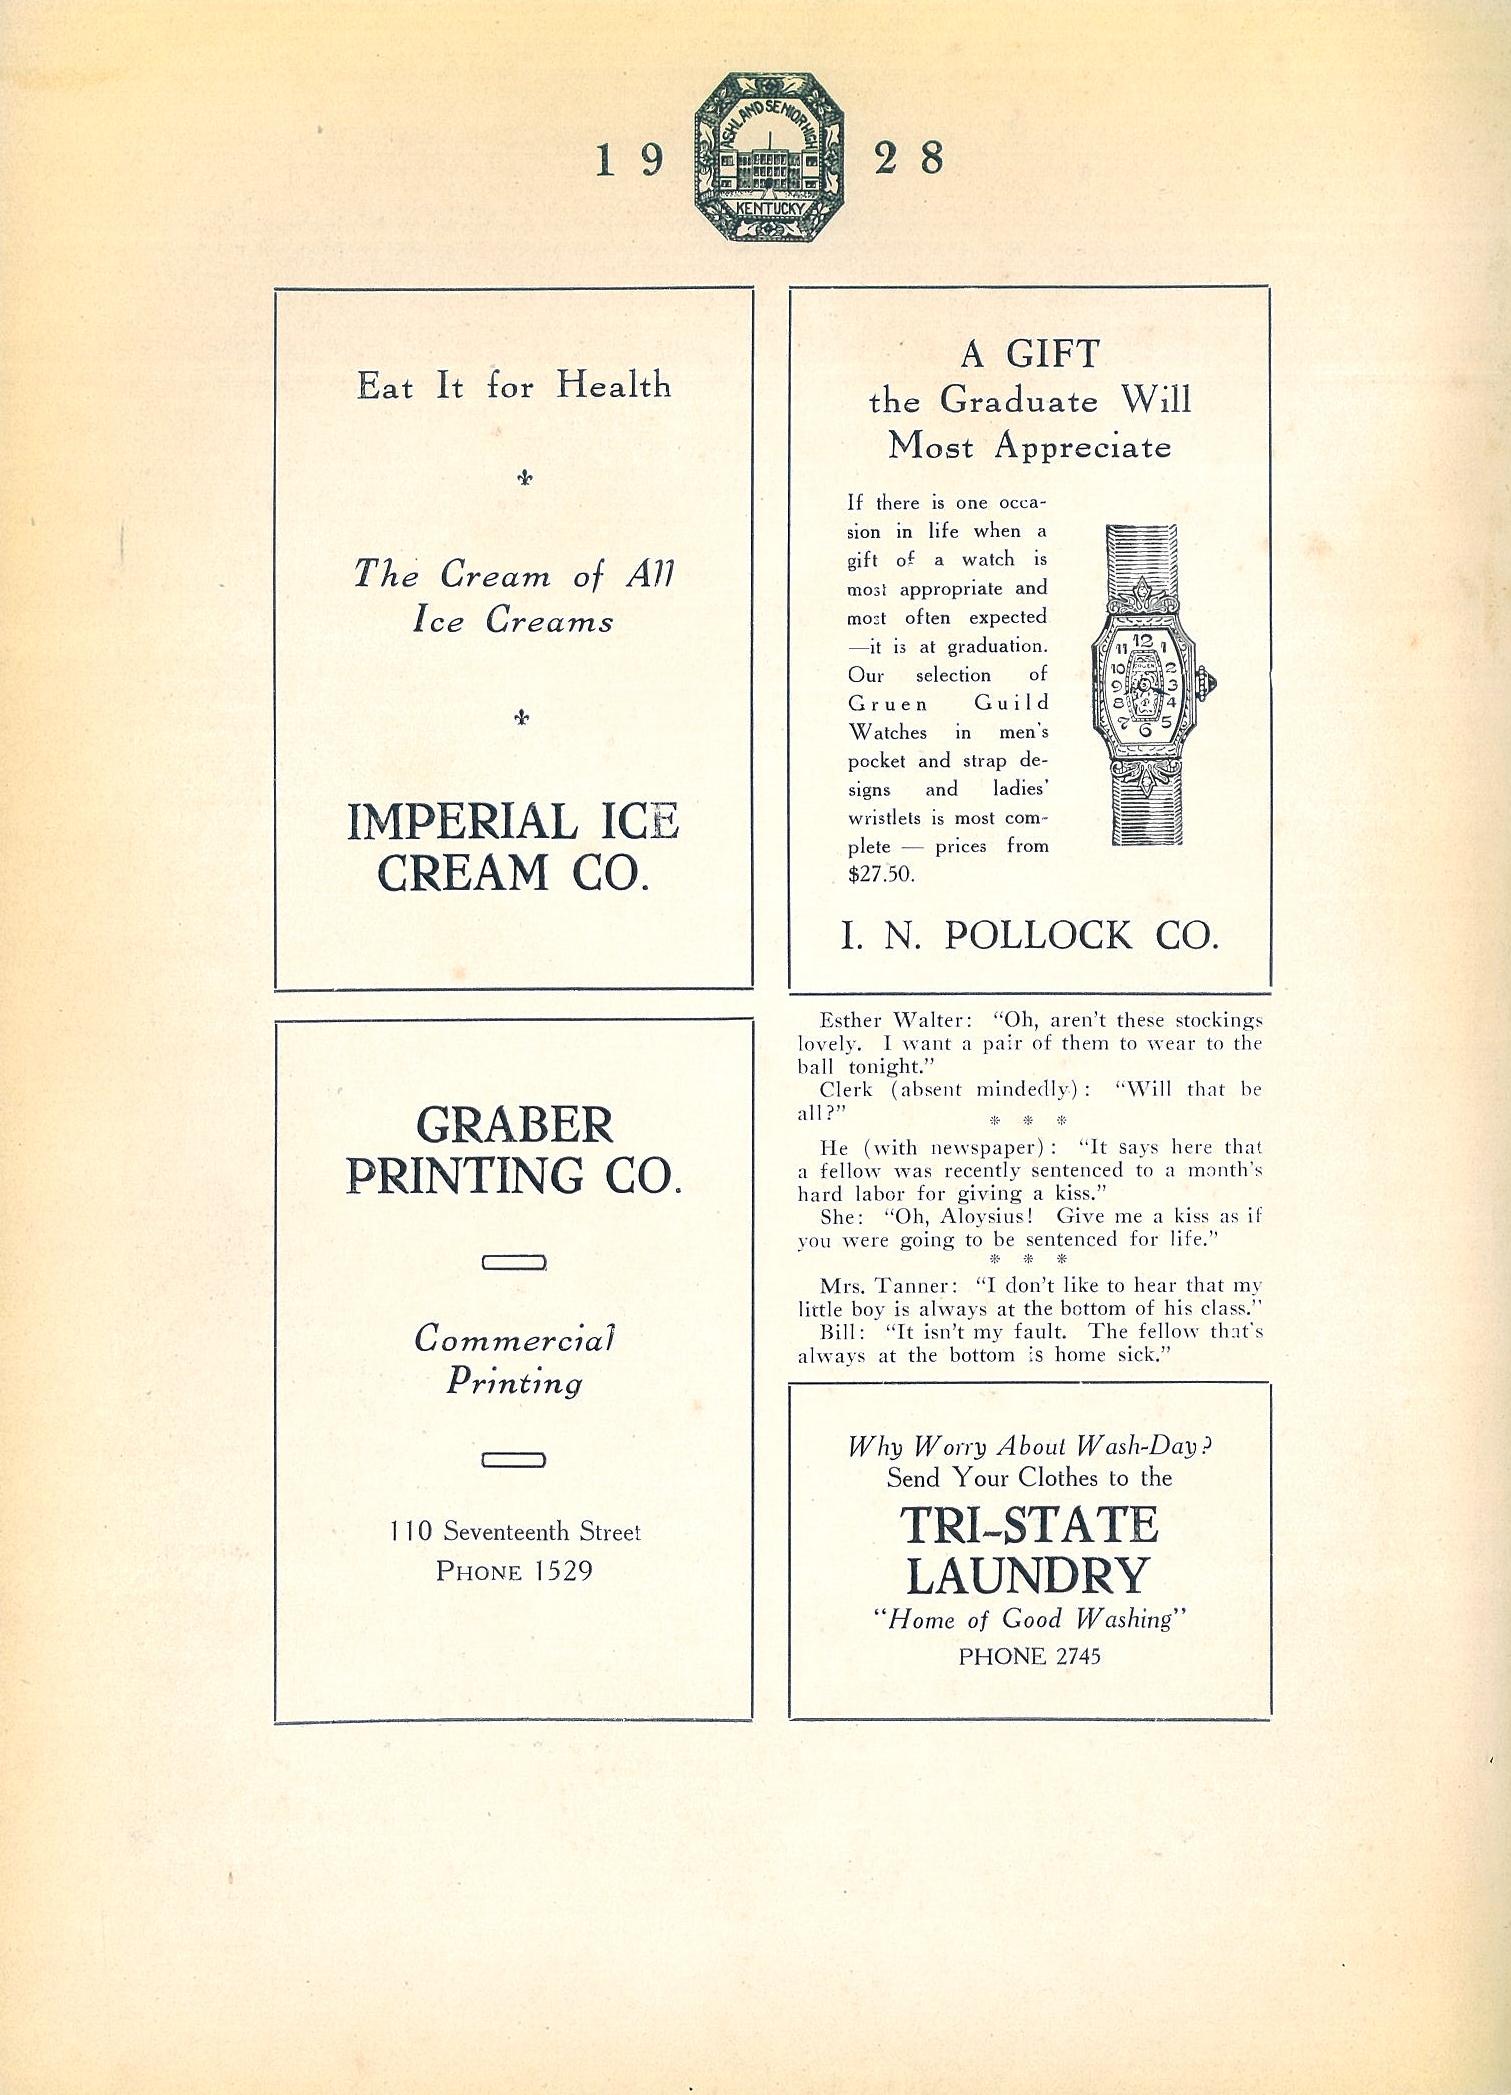 19 28
ASHLAND SENIOR HIGH
KENTUCKY
Eat It for Health
The Cream of All
Ice Creams
IMPERIAL ICE
CREAM CO.
A GIFT
the Graduate Will
Most Appreciate
If there is one occa-
sion in life when a
gift of a watch is
most appropriate and
most often expected
—it is at graduation.
Our selection of
Gruen Guild
Watches in men's
pocket and strap de-
signs and ladies'
wristlets is most com-
plete — prices from
$27.50.
12
11 1
10 2
9 3
8 4
7 5
6
I. N. POLLOCK CO.
GRABER
PRINTING CO.
Commercial
Printing
110 Seventeenth Street
PHONE 1529
Esther Walter: "Oh, aren't these stockings
lovely. I want a pair of them to wear to the
ball tonight."
Clerk (absent mindedly): "Will that be
all?"
* * *
He (with newspaper): "It says here that
a fellow was recently sentenced to a month's
hard labor for giving a kiss."
She: "Oh, Aloysius! Give me a kiss as if
you were going to be sentenced for life."
* * *
Mrs. Tanner: "I don't like to hear that my
little boy is always at the bottom of his class."
Bill: "It isn't my fault. The fellow that's
always at the bottom is home sick."
Why Worry About Wash-Day?
Send Your Clothes to the
TRI-STATE
LAUNDRY
"Home of Good Washing"
PHONE 2745